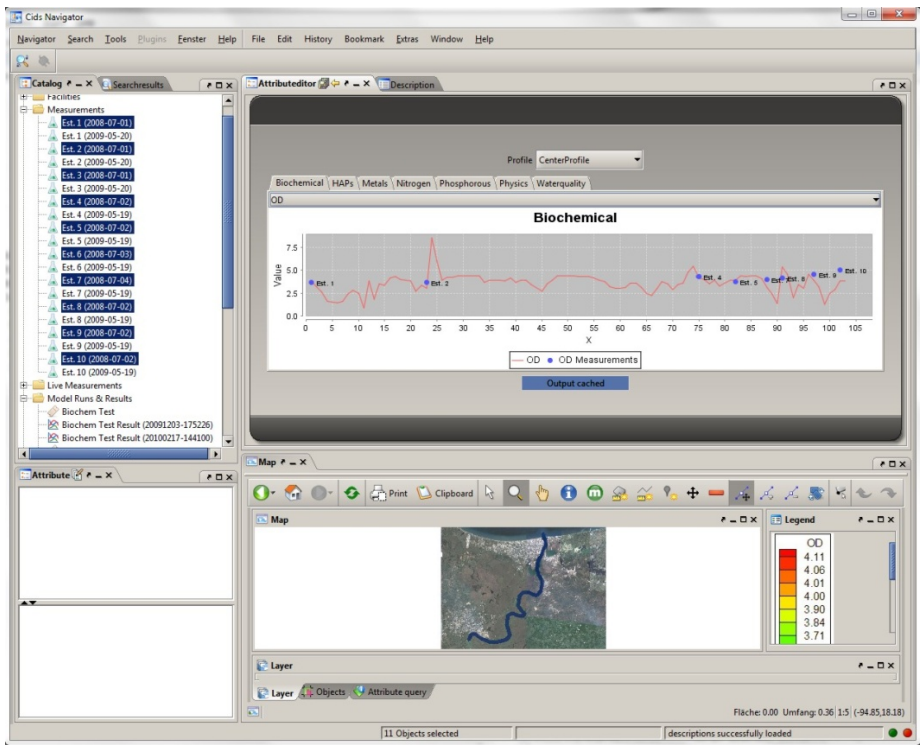 Cids Navigator
Navigator Search Tools Plugins Fenster Help File Edit History Bookmark Extras Window Help
Catalog Searchresults
Facilities
Measurements
Est. 1 (2008-07-01)
Est. 1 (2009-05-20)
Est. 2 (2008-07-01)
Est. 2 (2009-05-20)
Est. 3 (2008-07-01)
Est. 3 (2009-05-20)
Est. 4 (2008-07-02)
Est. 4 (2009-05-19)
Est. 5 (2008-07-02)
Est. 5 (2009-05-19)
Est. 6 (2008-07-03)
Est. 6 (2009-05-19)
Est. 7 (2008-07-04)
Est. 7 (2009-05-19)
Est. 8 (2008-07-02)
Est. 8 (2009-05-19)
Est. 9 (2008-07-02)
Est. 9 (2009-05-19)
Est. 10 (2008-07-02)
Est. 10 (2009-05-19)
Live Measurements
Model Runs & Results
Biochem Test
Biochem Test Result (20091203-175226)
Biochem Test Result (20100217-144100)
Attribute
Attributeditor Description
Profile CenterProfile
Biochemical HAPs Metals Nitrogen Phosphorous Physics Waterquality
OD
Biochemical
Value
7.5
5.0
2.5
0.0
Est. 1 Est. 2 Est. 4 Est. 5 Est. 8 Est. 9 Est. 10
0 5 10 15 20 25 30 35 40 45 50 55 60 65 70 75 80 85 90 95 100 105
X
OD OD Measurements
Output cached
Map
Print Clipboard
Map
Legend
OD
4.11
4.06
4.01
4.00
3.90
3.84
3.71
Layer
Layer Objects Attribute query
Fläche: 0.00 Umfang: 0.36 1:5 (-94.85,18.18)
11 Objects selected descriptions successfully loaded